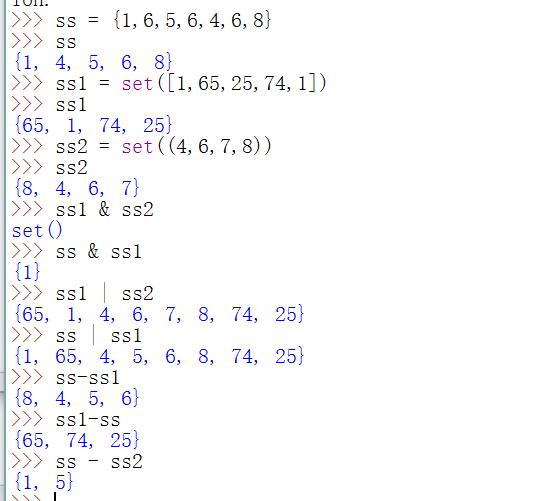 >>> ss = {1,6,5,6,4,6,8}
>>> ss
{1, 4, 5, 6, 8}
>>> ss1 = set([1,65,25,74,1])
>>> ss1
{65, 1, 74, 25}
>>> ss2 = set((4,6,7,8))
>>> ss2
{8, 4, 6, 7}
>>> ss1 & ss2
set()
>>> ss & ss1
{1}
>>> ss1 | ss2
{65, 1, 4, 6, 7, 8, 74, 25}
>>> ss | ss1
{1, 65, 4, 5, 6, 8, 74, 25}
>>> ss-ss1
{8, 4, 5, 6}
>>> ss1-ss
{65, 74, 25}
>>> ss - ss2
{1, 5}
>>>